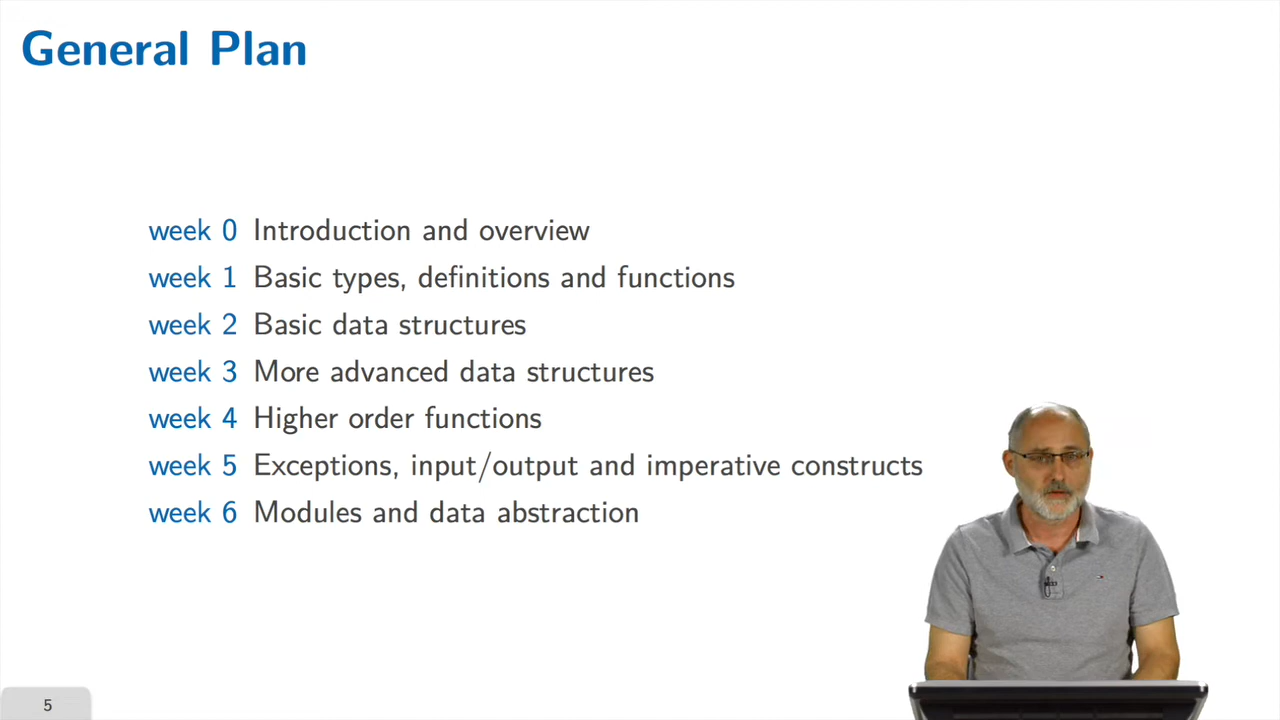 General Plan
week 0 Introduction and overview
week 1 Basic types, definitions and functions
week 2 Basic data structures
week 3 More advanced data structures
week 4 Higher order functions
week 5 Exceptions, input/output and imperative constructs
week 6 Modules and data abstraction
5